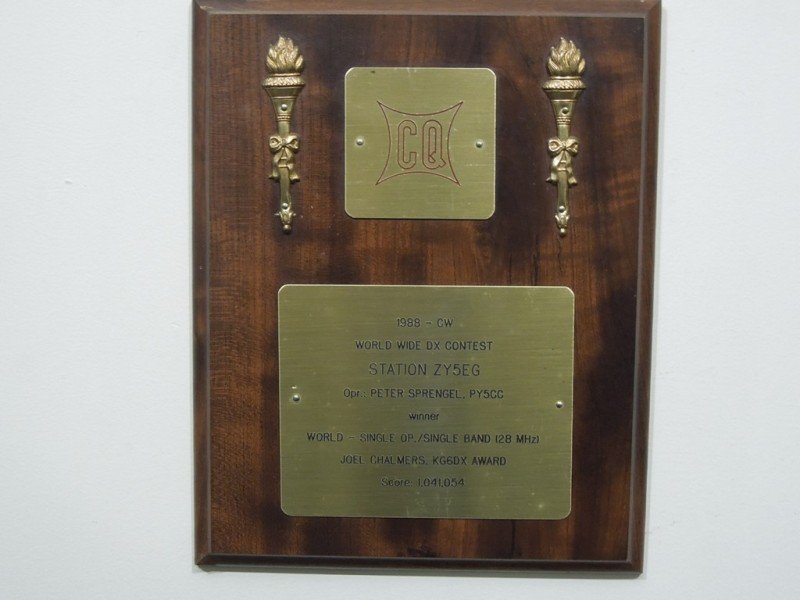 CQ
1988 - CW
WORLD WIDE DX CONTEST
STATION ZY5EG
Opr.: PETER SPRENGEL, PY5CC
winner
WORLD - SINGLE OP./SINGLE BAND (28 MHz)
JOEL CHALMERS, KG6DX AWARD
Score: 1,041,054